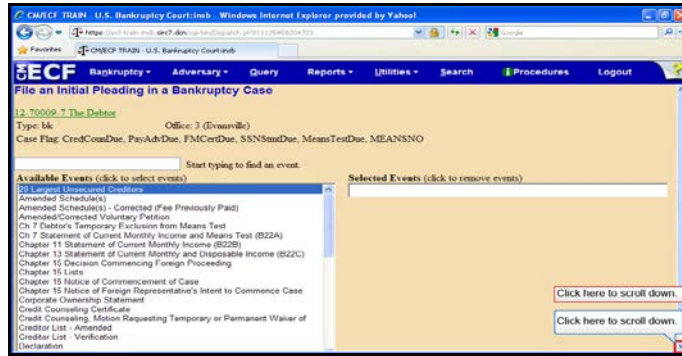 CM/ECF TRAIN - U.S. Bankruptcy Court:insb - Windows Internet Explorer provided by Yahoo!
Google
Favorites
CM/ECF TRAIN - U.S. Bankruptcy Court:insb
ECF Bankruptcy Adversary Query Reports Utilities Search Procedures Logout
File an Initial Pleading in a Bankruptcy Case
12-70009-7 The Debtor
Type: bk Office: 3 (Evansville)
Case Flag: CredCounDue, PayAdvDue, FMCertDue, SSNStmtDue, MeansTestDue, MEANSNO
Start typing to find an event.
Available Events (click to select events) Selected Events (click to remove events)
20 Largest Unsecured Creditors
Amended Schedule(s)
Amended Schedule(s) - Corrected (Fee Previously Paid)
Amended/Corrected Voluntary Petition
Ch 7 Debtor's Temporary Exclusion from Means Test
Ch 7 Statement of Current Monthly Income and Means Test (B22A)
Chapter 11 Statement of Current Monthly Income (B22B)
Chapter 13 Statement of Current Monthly and Disposable Income (B22C)
Chapter 15 Decision Commencing Foreign Proceeding
Chapter 15 Lists
Chapter 15 Notice of Commencement of Case
Chapter 15 Notice of Foreign Representative's Intent to Commence Case
Corporate Ownership Statement
Credit Counseling Certificate
Credit Counseling, Motion Requesting Temporary or Permanent Waiver of
Creditor List - Amended
Creditor List - Verification
Declaration
Click here to scroll down.
Click here to scroll down.